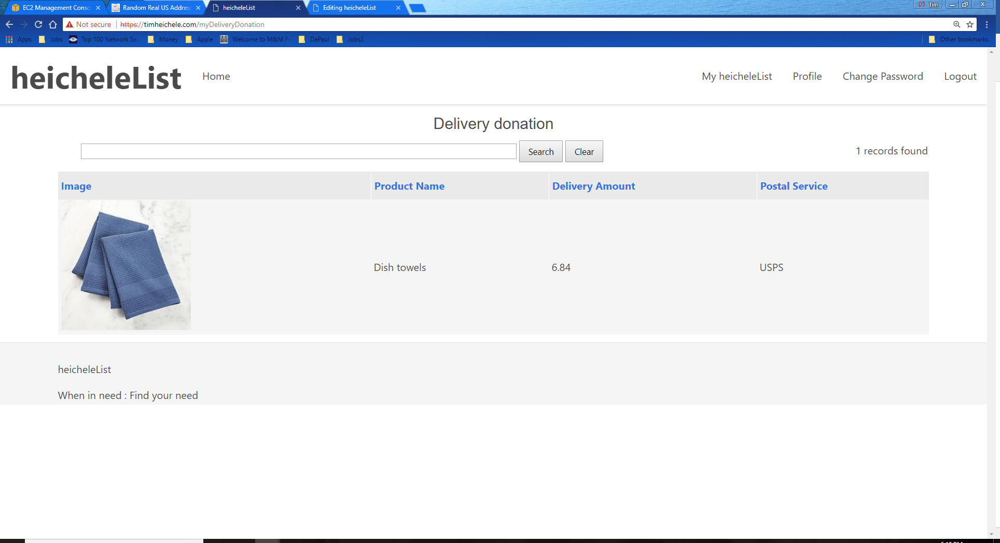 EC2 Management Conso
Random Real US Address
heicheleList
Editing heicheleList
Tim
Not secure
https://timheichele.com/myDeliveryDonation
Apps
Jobs
Top 100 Network Sec
Money
Apple
Welcome to M&M P
DePaul
Jobs2
Other bookmarks
heicheleList
Home
My heicheleList
Profile
Change Password
Logout
Delivery donation
Search
Clear
1 records found
Image
Product Name
Delivery Amount
Postal Service
Dish towels
6.84
USPS
heicheleList
When in need : Find your need